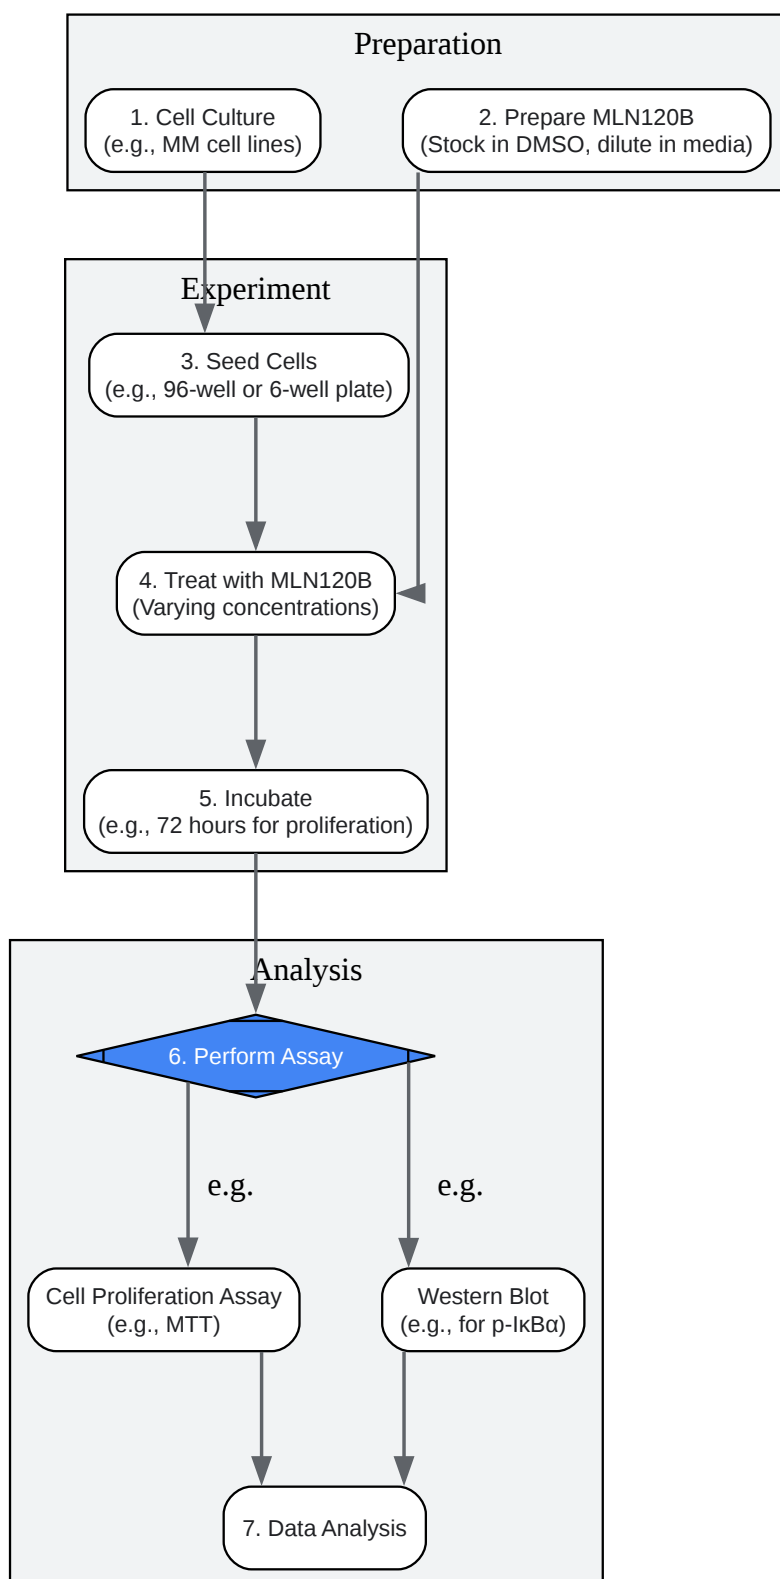 Preparation
1. Cell Culture
(e.g., MM cell lines)
2. Prepare MLN120B
(Stock in DMSO, dilute in media)
Experiment
3. Seed Cells
(e.g., 96-well or 6-well plate)
4. Treat with MLN120B
(Varying concentrations)
5. Incubate
(e.g., 72 hours for proliferation)
Analysis
6. Perform Assay
e.g.
e.g.
Cell Proliferation Assay
(e.g., MTT)
Western Blot
(e.g., for p-IκBα)
7. Data Analysis